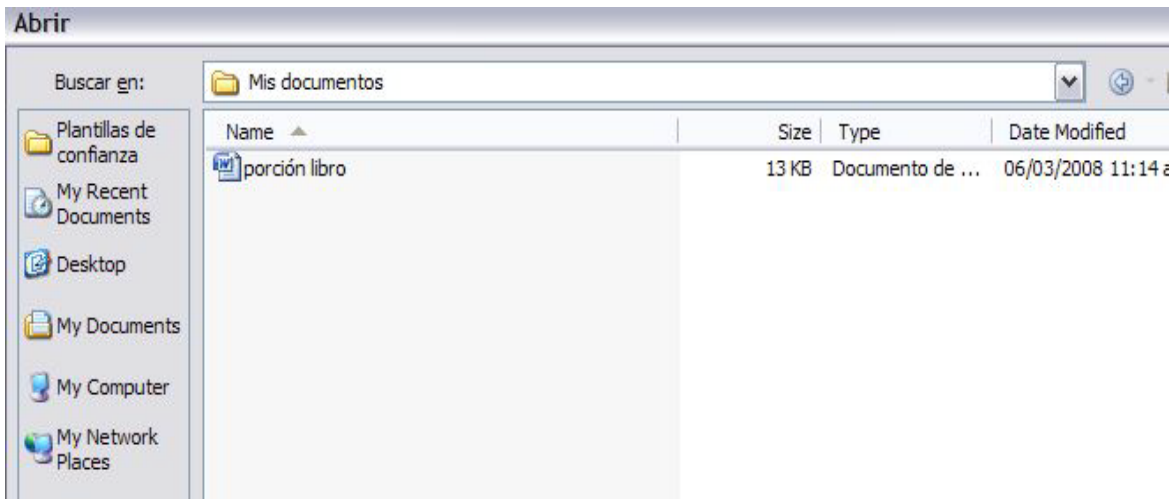 Abrir
Buscar en:
Mis documentos
Plantillas de
confianza
My Recent
Documents
Desktop
My Documents
My Computer
My Network
Places
Name Size Type Date Modified
porción libro 13 KB Documento de ... 06/03/2008 11:14 a